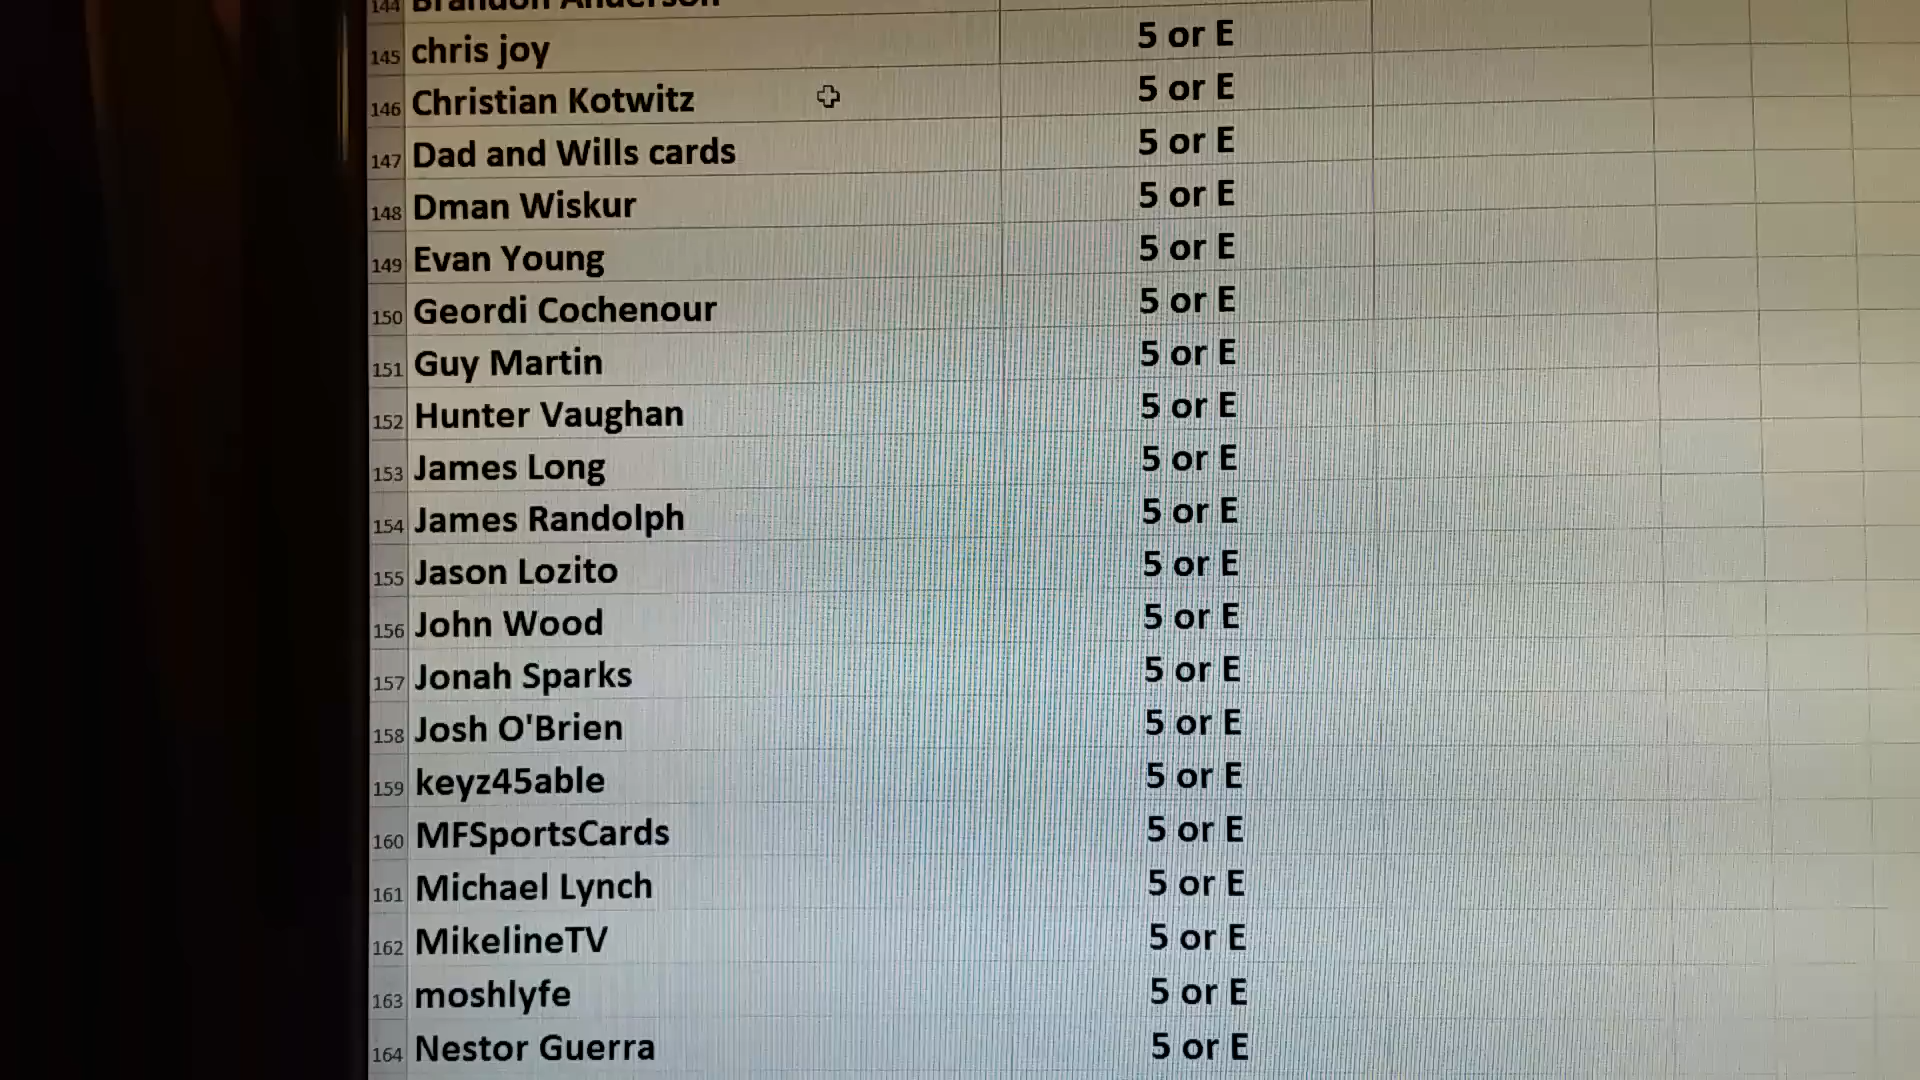 144 Brandon Anderson
145 chris joy 5 or E
146 Christian Kotwitz 5 or E
147 Dad and Wills cards 5 or E
148 Dman Wiskur 5 or E
149 Evan Young 5 or E
150 Geordi Cochenour 5 or E
151 Guy Martin 5 or E
152 Hunter Vaughan 5 or E
153 James Long 5 or E
154 James Randolph 5 or E
155 Jason Lozito 5 or E
156 John Wood 5 or E
157 Jonah Sparks 5 or E
158 Josh O'Brien 5 or E
159 keyz45able 5 or E
160 MFSportsCards 5 or E
161 Michael Lynch 5 or E
162 MikelineTV 5 or E
163 moshlyfe 5 or E
164 Nestor Guerra 5 or E